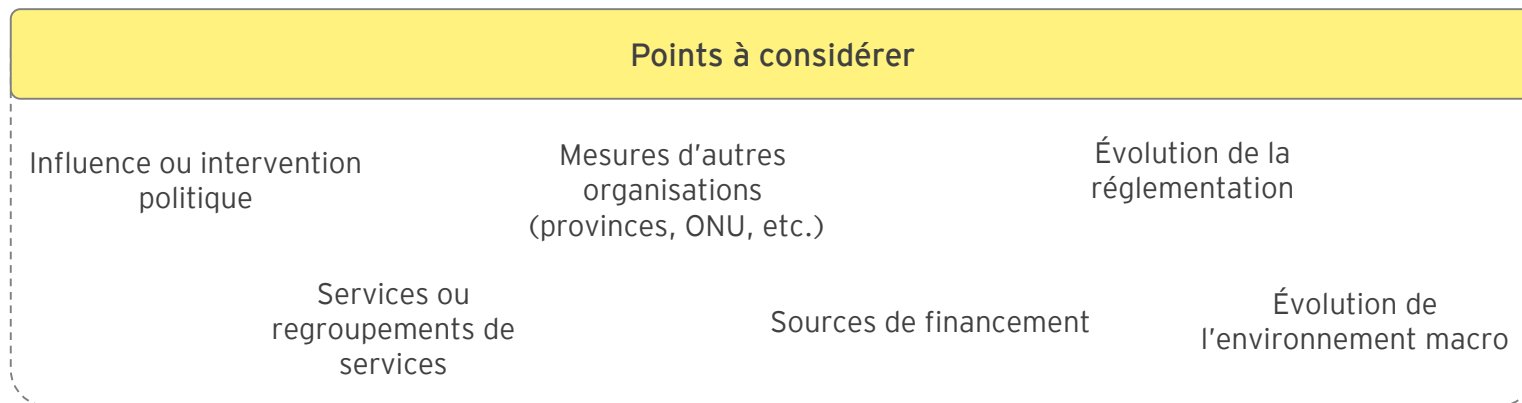 Points à considérer
Influence ou intervention
politique
Mesures d'autres
organisations
(provinces, ONU, etc.)
Évolution de la
réglementation
Services ou
regroupements de
services
Sources de financement
Évolution de
l'environnement macro